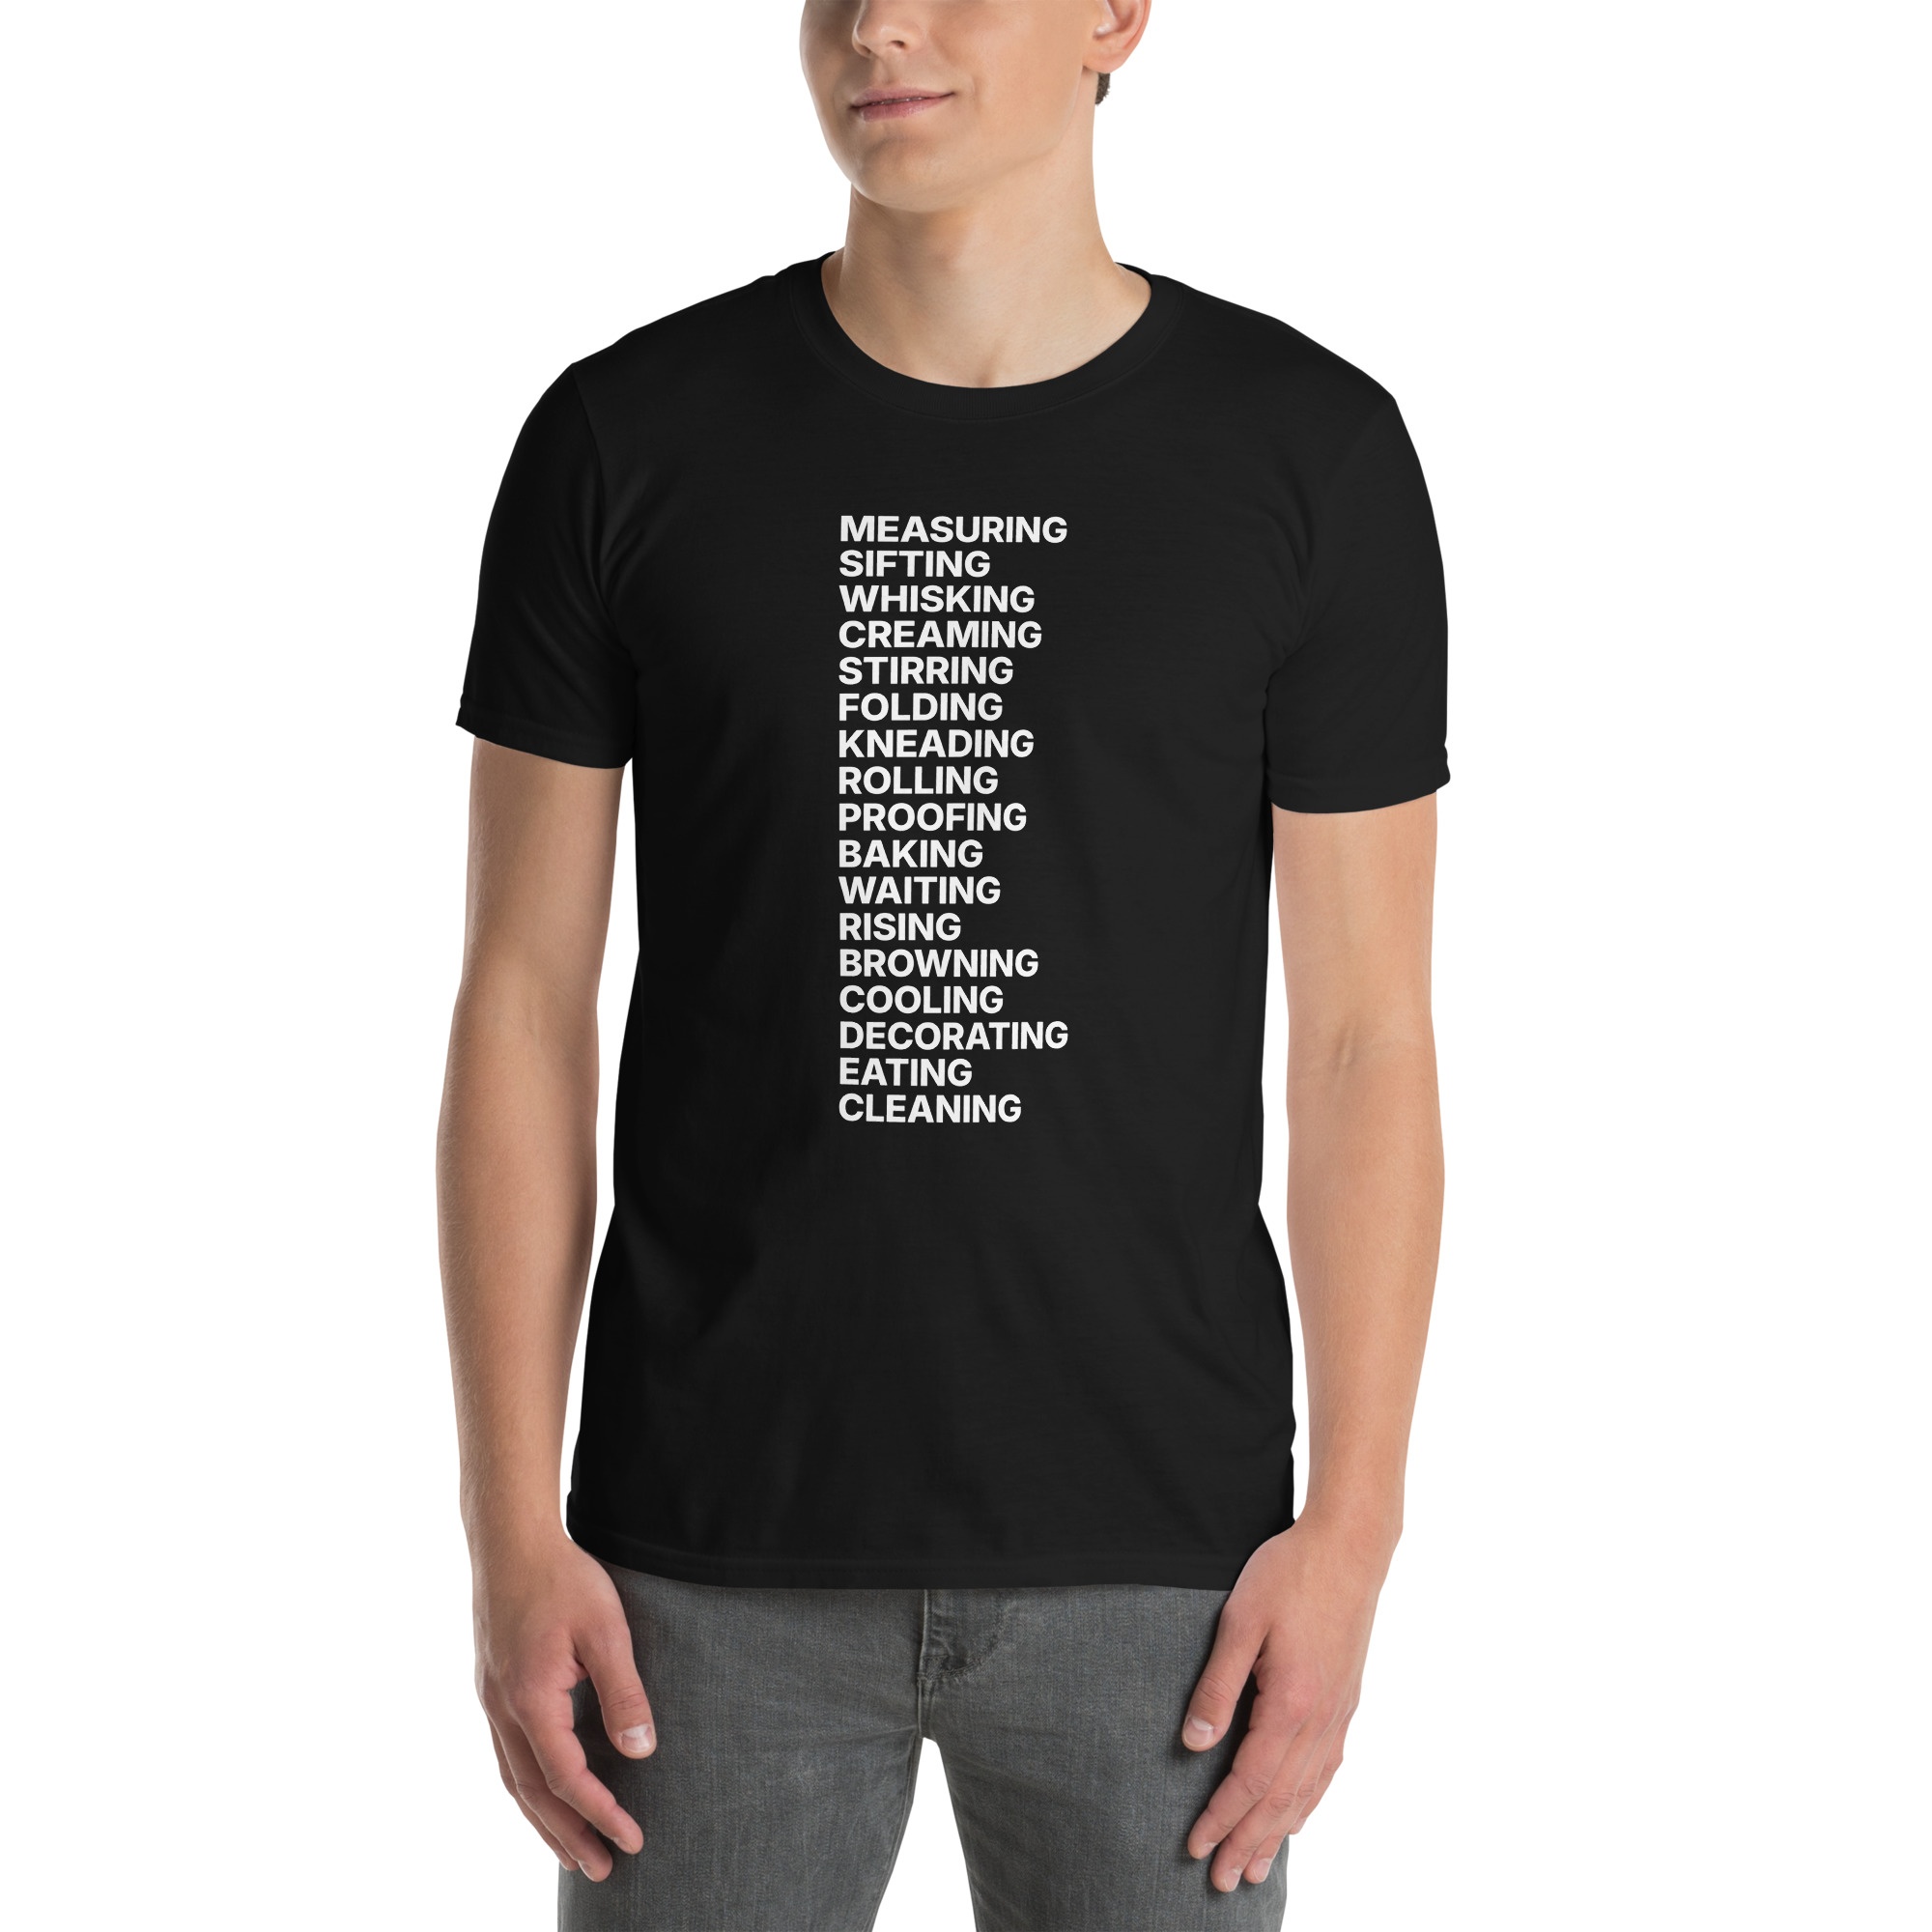 MEASURING
SIFTING
WHISKING
CREAMING
STIRRING
FOLDING
KNEADING
ROLLING
PROOFING
BAKING
WAITING
RISING
BROWNING
COOLING
DECORATING
EATING
CLEANING